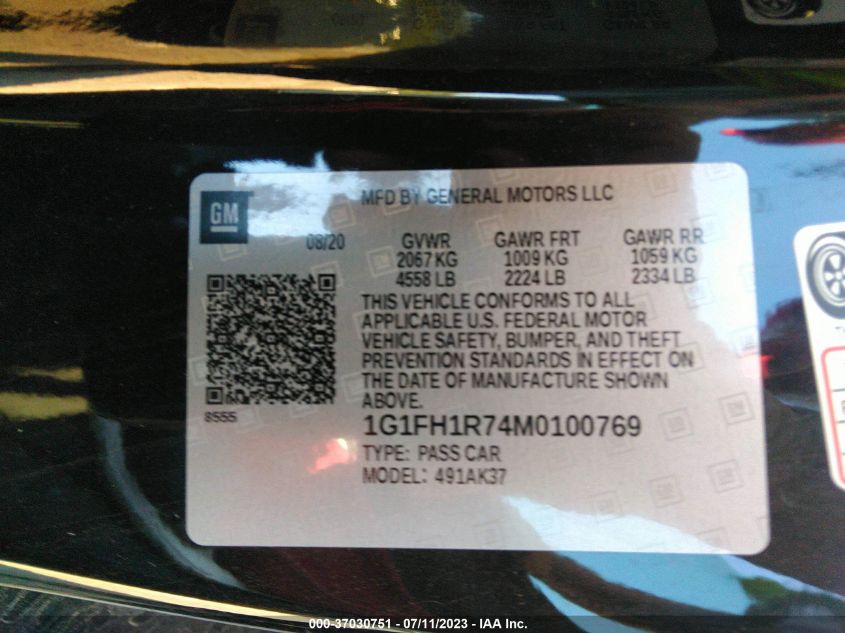 GM
MFD BY GENERAL MOTORS LLC
08/20 GVWR GAWR FRT GAWR RR
2067 KG 1009 KG 1059 KG
4558 LB 2224 LB 2334 LB
THIS VEHICLE CONFORMS TO ALL
APPLICABLE U.S. FEDERAL MOTOR
VEHICLE SAFETY, BUMPER, AND THEFT
PREVENTION STANDARDS IN EFFECT ON
THE DATE OF MANUFACTURE SHOWN
ABOVE.
8555
1G1FH1R74M0100769
TYPE: PASS CAR
MODEL: 491AK37
000-37030751 - 07/11/2023 - IAA Inc.